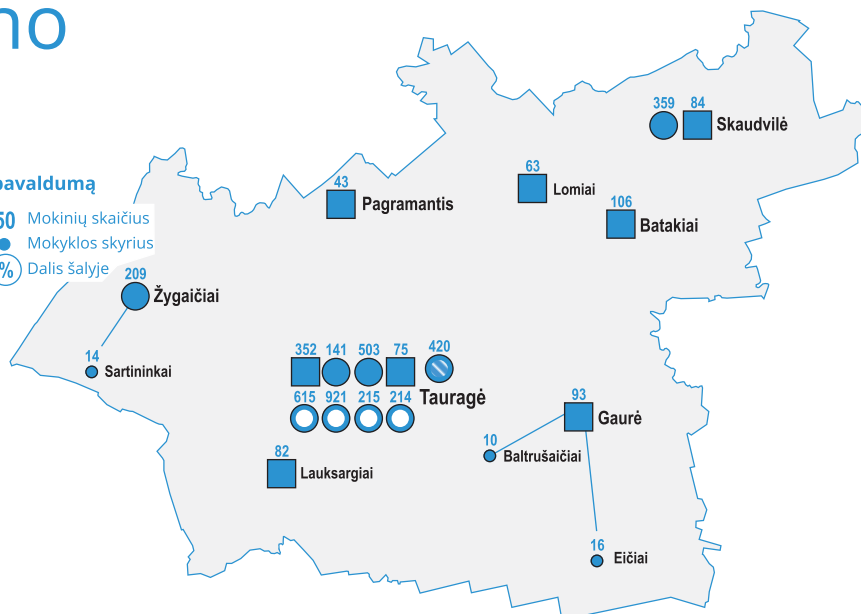 no
pavaldumą
50 Mokinių skaičius
Mokyklos skyrius
% Dalis šalyje
359 84
Skaudvilė
63
Lomiai
43
Pagramantis
106
Batakiai
209
Žygaičiai
14
Sartininkai
352 141 503 75 420
615 921 215 214
Tauragė
93
Gaurė
10
Baltrušaičiai
82
Lauksargiai
16
Eičiai